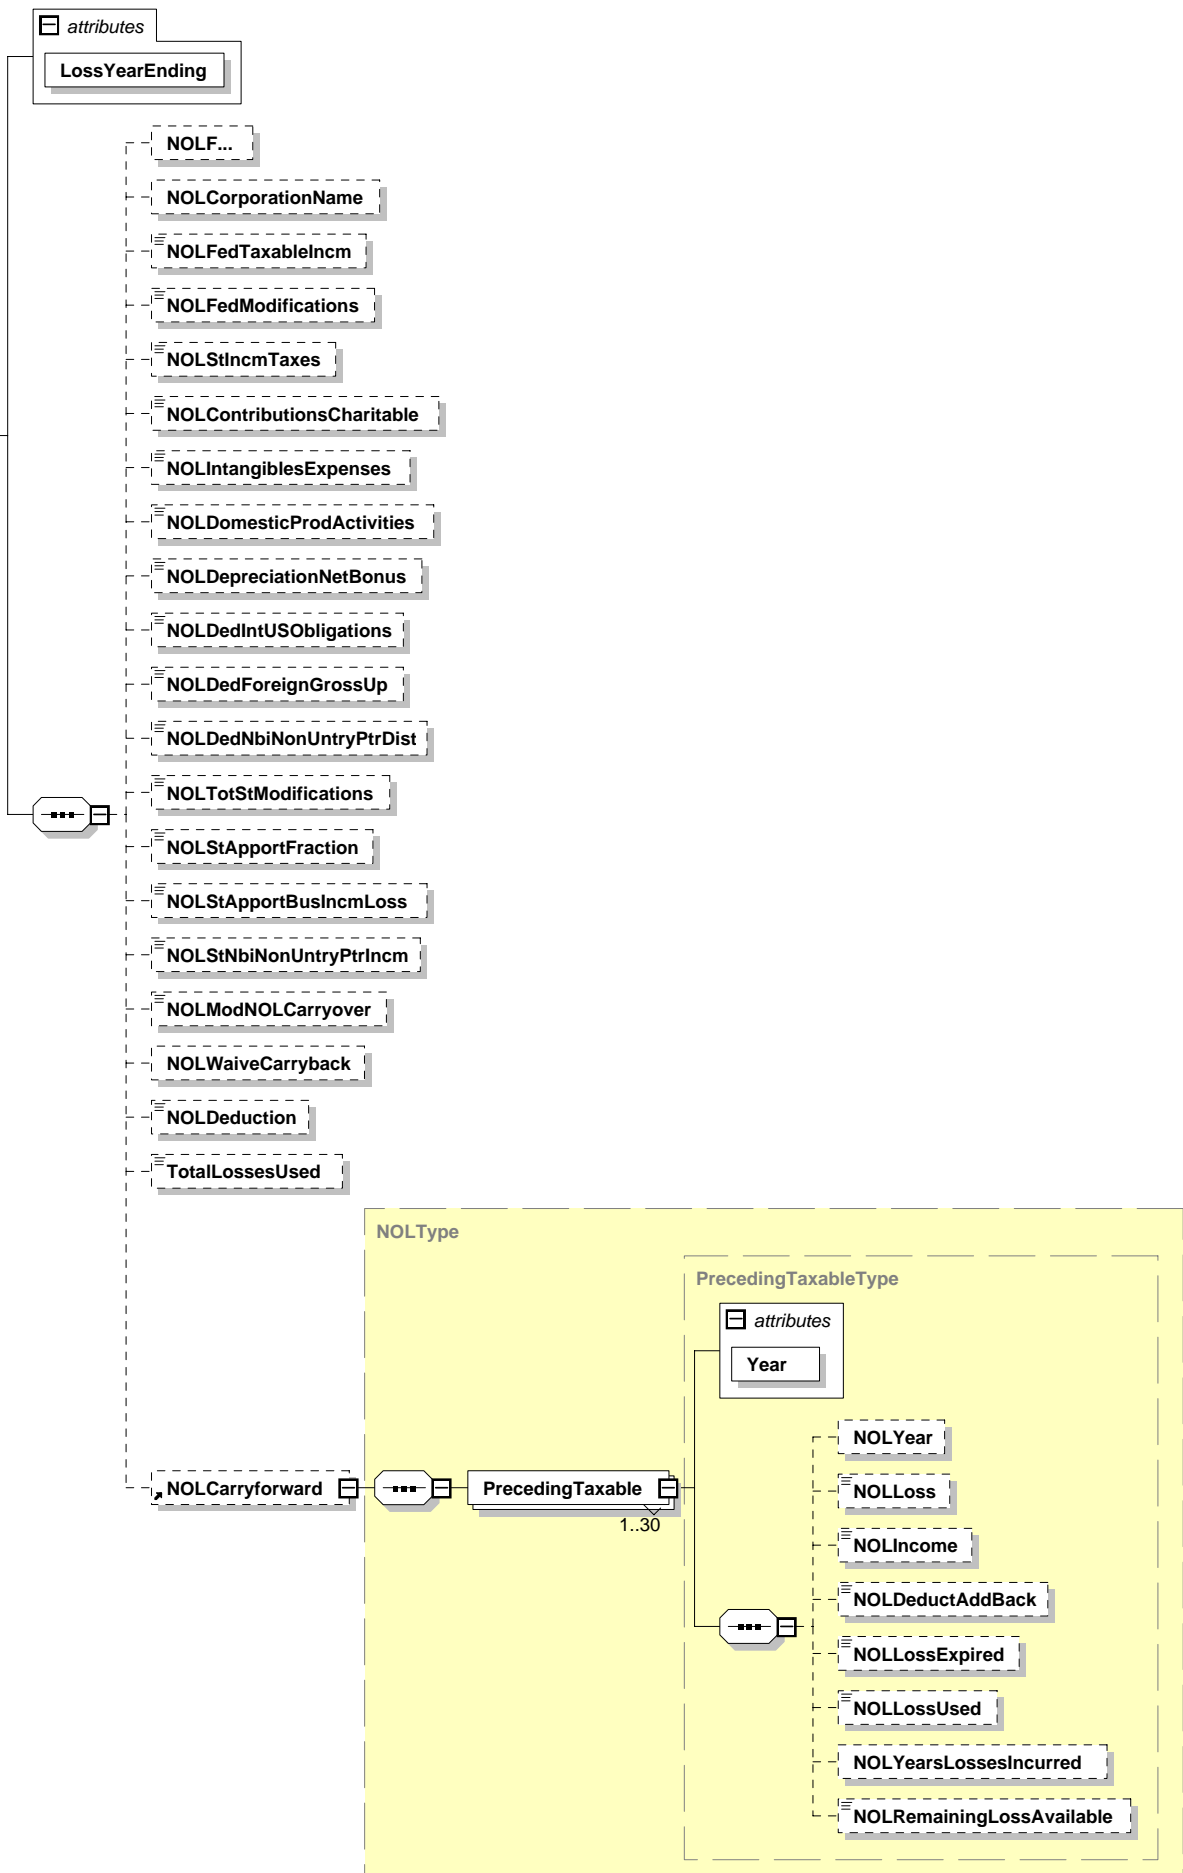 attributes
LossYearEnding
NOLF...
NOLCorporationName
NOLFedTaxableIncm
NOLFedModifications
NOLStIncmTaxes
NOLContributionsCharitable
NOLIntangiblesExpenses
NOLDomesticProdActivities
NOLDepreciationNetBonus
NOLDedIntUSObligations
NOLDedForeignGrossUp
NOLDedNbiNonUntryPtrDist
NOLTotStModifications
NOLStApportFraction
NOLStApportBusIncmLoss
NOLStNbiNonUntryPtrIncm
NOLModNOLCarryover
NOLWaiveCarryback
NOLDeduction
TotalLossesUsed
NOLType
PrecedingTaxableType
attributes
Year
NOLCarryforward
PrecedingTaxable
1..30
NOLYear
NOLLoss
NOLIncome
NOLDeductAddBack
NOLLossExpired
NOLLossUsed
NOLYearsLossesIncurred
NOLRemainingLossAvailable